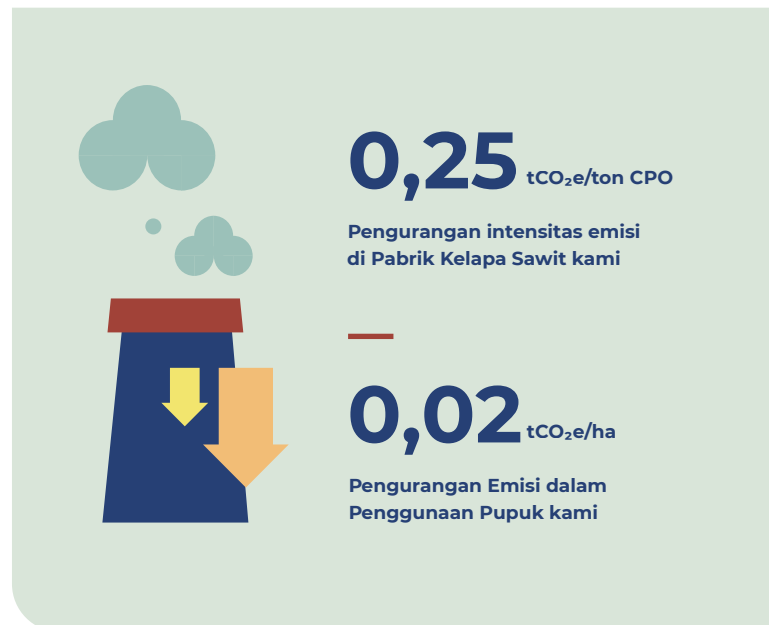 0,25 tCO₂e/ton CPO
Pengurangan intensitas emisi
di Pabrik Kelapa Sawit kami
0,02 tCO₂e/ha
Pengurangan Emisi dalam
Penggunaan Pupuk kami